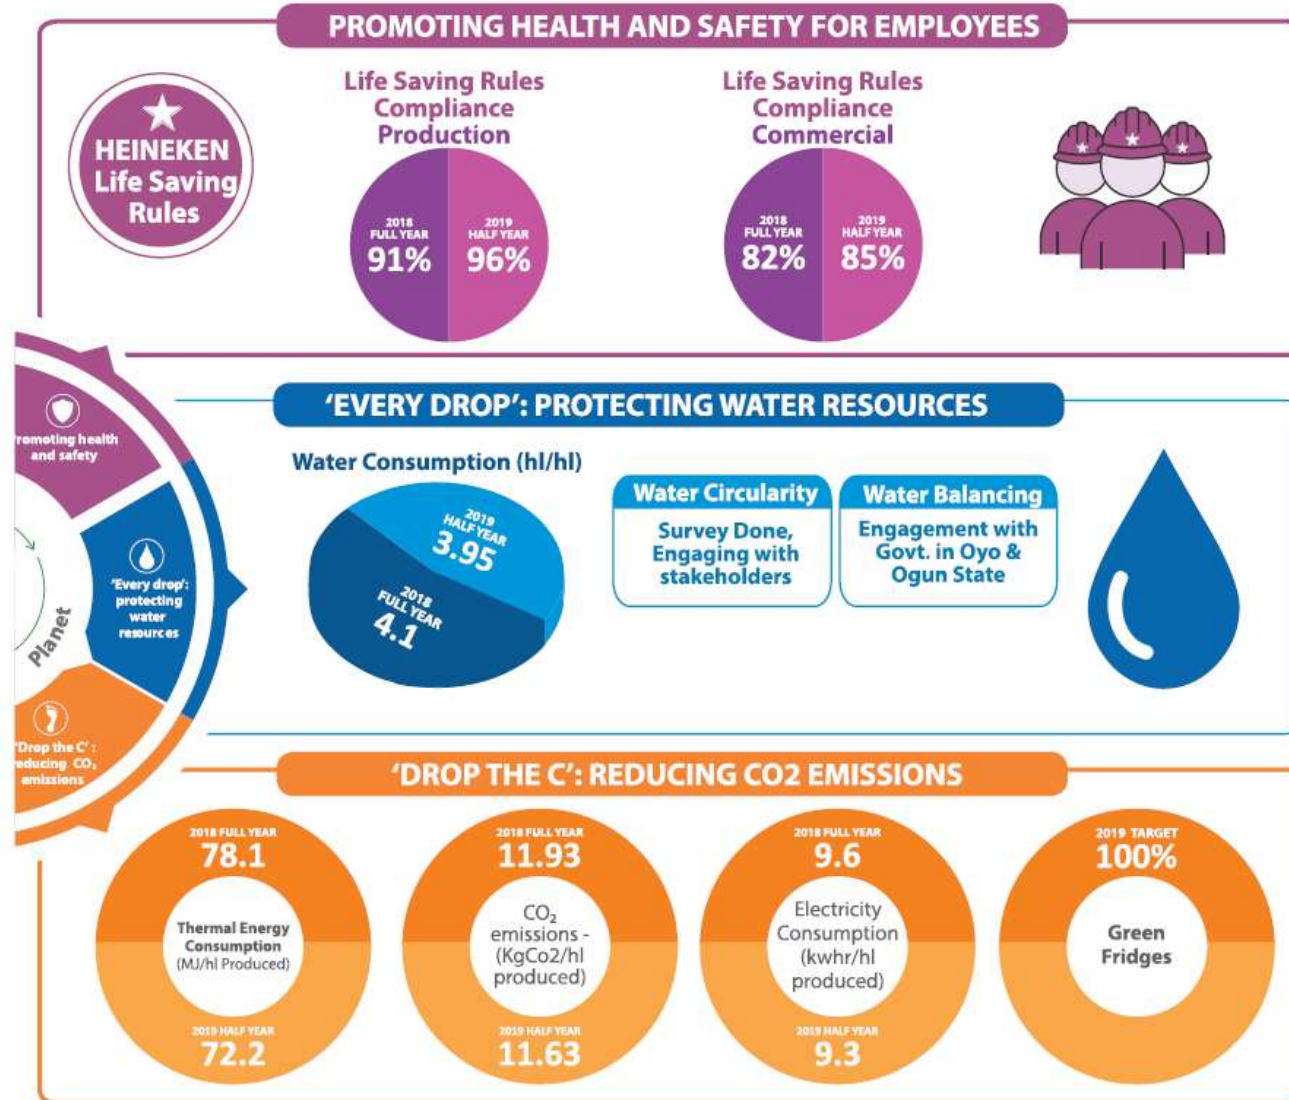 PROMOTING HEALTH AND SAFETY FOR EMPLOYEES
HEINEKEN
Life Saving
Rules
Life Saving Rules
Compliance
Production
2018
FULL YEAR
91%
2019
HALF YEAR
96%
Life Saving Rules
Compliance
Commercial
2018
FULL YEAR
82%
2019
HALF YEAR
85%
romoting health
and safety
'Every drop':
protecting
water
resources
Planet
'Drop the C' :
educing CO₂
emissions
‘EVERY DROP’: PROTECTING WATER RESOURCES
Water Consumption (hl/hl)
2019
HALF YEAR
3.95
2018
FULL YEAR
4.1
Water Circularity
Survey Done,
Engaging with
stakeholders
Water Balancing
Engagement with
Govt. in Oyo &
Ogun State
‘DROP THE C’: REDUCING CO2 EMISSIONS
2018 FULL YEAR
78.1
Thermal Energy
Consumption
(MJ/hl Produced)
2019 HALF YEAR
72.2
2018 FULL YEAR
11.93
CO₂
emissions -
(KgCo2/hl
produced)
2019 HALF YEAR
11.63
2018 FULL YEAR
9.6
Electricity
Consumption
(kwhr/hl
produced)
2019 HALF YEAR
9.3
2019 TARGET
100%
Green
Fridges